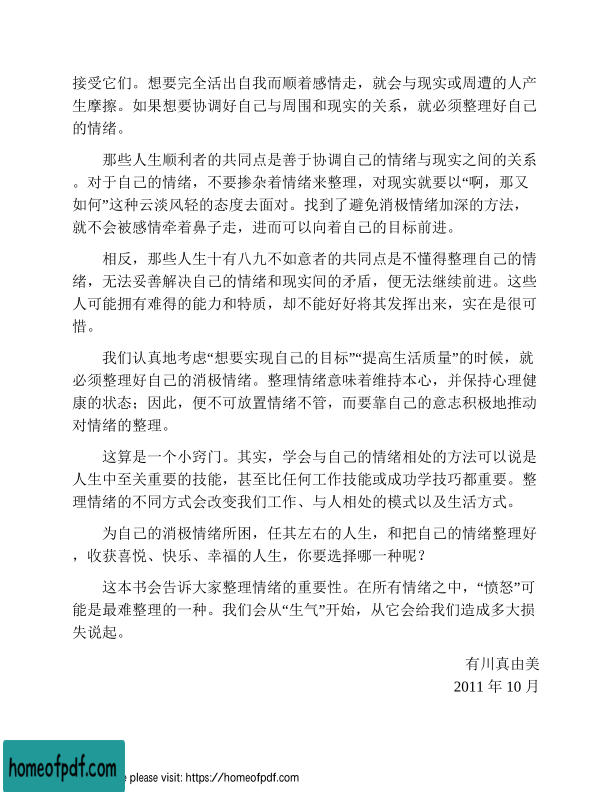 接受它们。想要完全活出自我而顺着感情走，就会与现实或周遭的人产
生摩擦。如果想要协调好自己与周围和现实的关系，就必须整理好自己
的情绪。
那些人生顺利者的共同点是善于协调自己的情绪与现实之间的关系
。对于自己的情绪，不要掺杂着情绪来整理，对现实就要以“啊，那又
如何”这种云淡风轻的态度去面对。找到了避免消极情绪加深的方法，
就不会被感情牵着鼻子走，进而可以向着自己的目标前进。
相反，那些人生十有八九不如意者的共同点是不懂得整理自己的情
绪，无法妥善解决自己的情绪和现实间的矛盾，便无法继续前进。这些
人可能拥有难得的能力和特质，却不能好好将其发挥出来，实在是很可
惜。
我们认真地考虑“想要实现自己的目标”“提高生活质量”的时候，就
必须整理好自己的消极情绪。整理情绪意味着维持本心，并保持心理健
康的状态；因此，便不可放置情绪不管，而要靠自己的意志积极地推动
对情绪的整理。
这算是一个小窍门。其实，学会与自己的情绪相处的方法可以说是
人生中至关重要的技能，甚至比任何工作技能或成功学技巧都重要。整
理情绪的不同方式会改变我们工作、与人相处的模式以及生活方式。
为自己的消极情绪所困，任其左右的人生，和把自己的情绪整理好
，收获喜悦、快乐、幸福的人生，你要选择哪一种呢？
这本书会告诉大家整理情绪的重要性。在所有情绪之中，“愤怒”可
能是最难整理的一种。我们会从“生气”开始，从它会给我们造成多大损
失说起。
有川真由美
2011 年 10 月
homeofpdf.com
please visit: https://homeofpdf.com